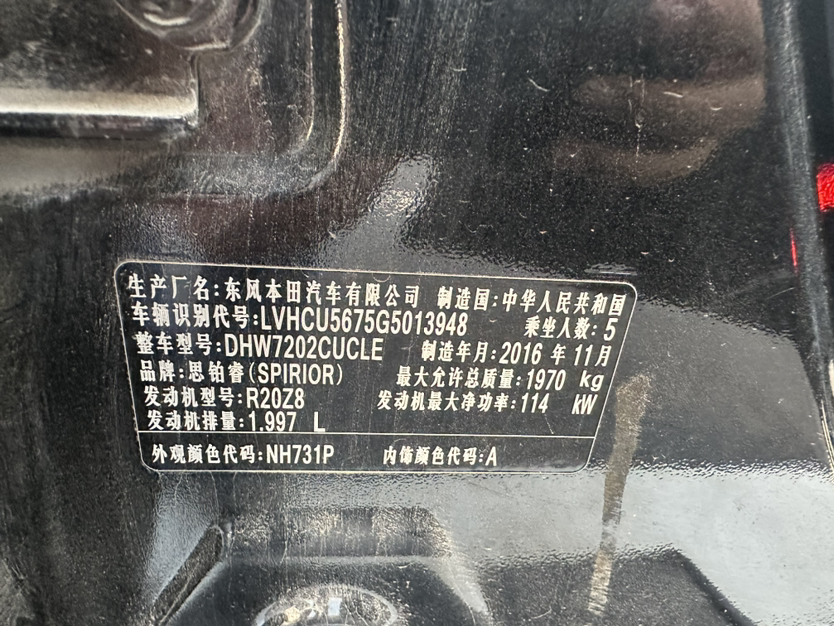 生产厂名:东风本田汽车有限公司 制造国:中华人民共和国
车辆识别代号:LVHCU5675G5013948 乘坐人数:5
整车型号:DHW7202CUCLE 制造年月:2016 年 11 月
品牌:思铂睿(SPIRIOR) 最大允许总质量:1970 kg
发动机型号:R20Z8 发动机最大净功率:114 kW
发动机排量:1.997 L
外观颜色代码:NH731P 内饰颜色代码:A